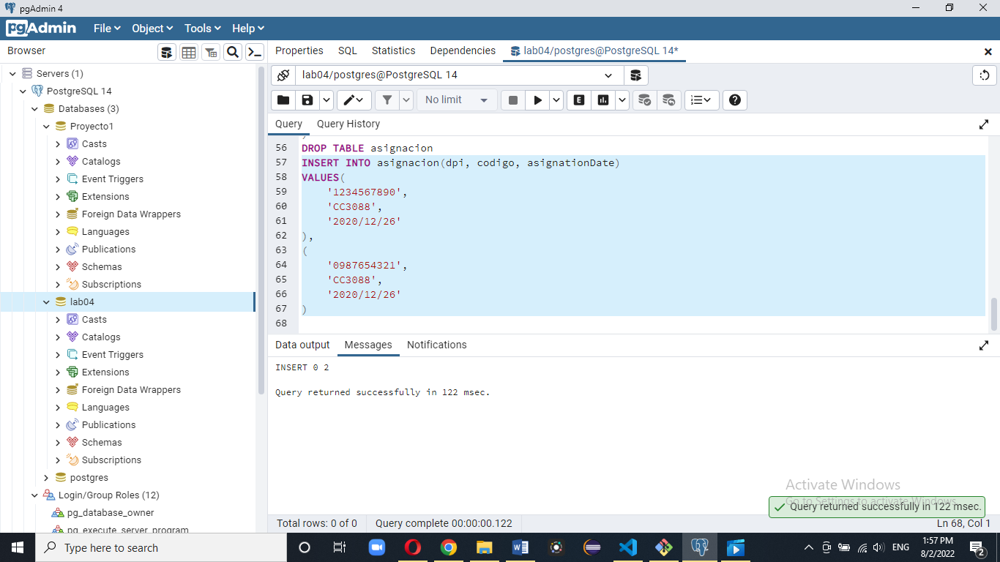 pgAdmin 4
pgAdmin File Object Tools Help
Browser
Properties SQL Statistics Dependencies lab04/postgres@PostgreSQL 14*
Servers (1)
PostgreSQL 14
Databases (3)
Proyecto1
Casts
Catalogs
Event Triggers
Extensions
Foreign Data Wrappers
Languages
Publications
Schemas
Subscriptions
lab04
Casts
Catalogs
Event Triggers
Extensions
Foreign Data Wrappers
Languages
Publications
Schemas
Subscriptions
postgres
Login/Group Roles (12)
pg_database_owner
pg_execute_server_program
lab04/postgres@PostgreSQL 14
No limit
E
Query Query History
56 DROP TABLE asignacion
57 INSERT INTO asignacion(dpi, codigo, asignationDate)
58 VALUES(
59 '1234567890',
60 'CC3088',
61 '2020/12/26'
62 ),
63 (
64 '0987654321',
65 'CC3088',
66 '2020/12/26'
67 )
68
Data output Messages Notifications
INSERT 0 2
Query returned successfully in 122 msec.
Activate Windows
Go to Settings to activate Windows.
Query returned successfully in 122 msec.
Total rows: 0 of 0 Query complete 00:00:00.122 Ln 68, Col 1
Type here to search
ENG
1:57 PM
8/2/2022
2